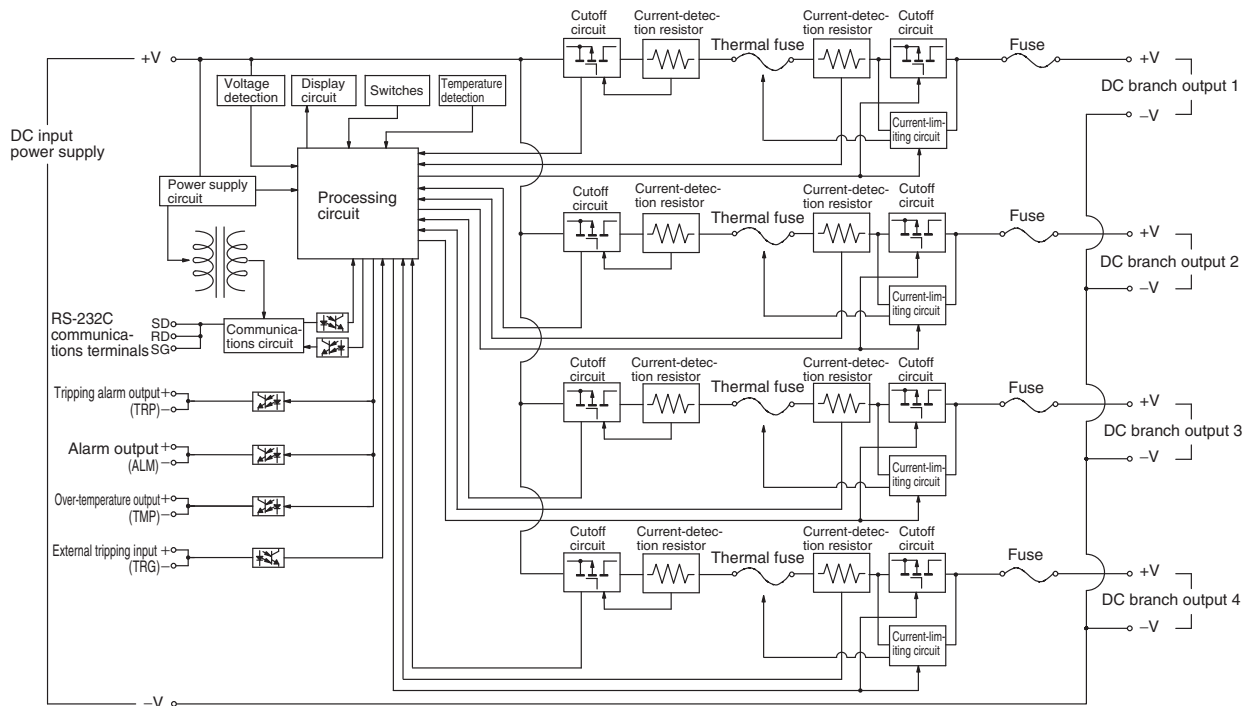 Cutoff
circuit
Current-detec-
tion resistor
Thermal fuse
Current-detec-
tion resistor
Cutoff
circuit
Fuse
+V
+V
DC branch output 1
−V
Voltage
detection
Display
circuit
Switches
Temperature
detection
Current-lim-
iting circuit
DC input
power supply
Power supply
circuit
Processing
circuit
Cutoff
circuit
Current-detec-
tion resistor
Thermal fuse
Current-detec-
tion resistor
Cutoff
circuit
Fuse
+V
DC branch output 2
−V
Current-lim-
iting circuit
RS-232C
communica-
tions terminals
SD
RD
SG
Communica-
tions circuit
Cutoff
circuit
Current-detec-
tion resistor
Thermal fuse
Current-detec-
tion resistor
Cutoff
circuit
Fuse
+V
DC branch output 3
−V
Current-lim-
iting circuit
Tripping alarm output +
(TRP) −
Alarm output +
(ALM) −
Over-temperature output +
(TMP) −
External tripping input +
(TRG) −
Cutoff
circuit
Current-detec-
tion resistor
Thermal fuse
Current-detec-
tion resistor
Cutoff
circuit
Fuse
+V
DC branch output 4
−V
Current-lim-
iting circuit
−V